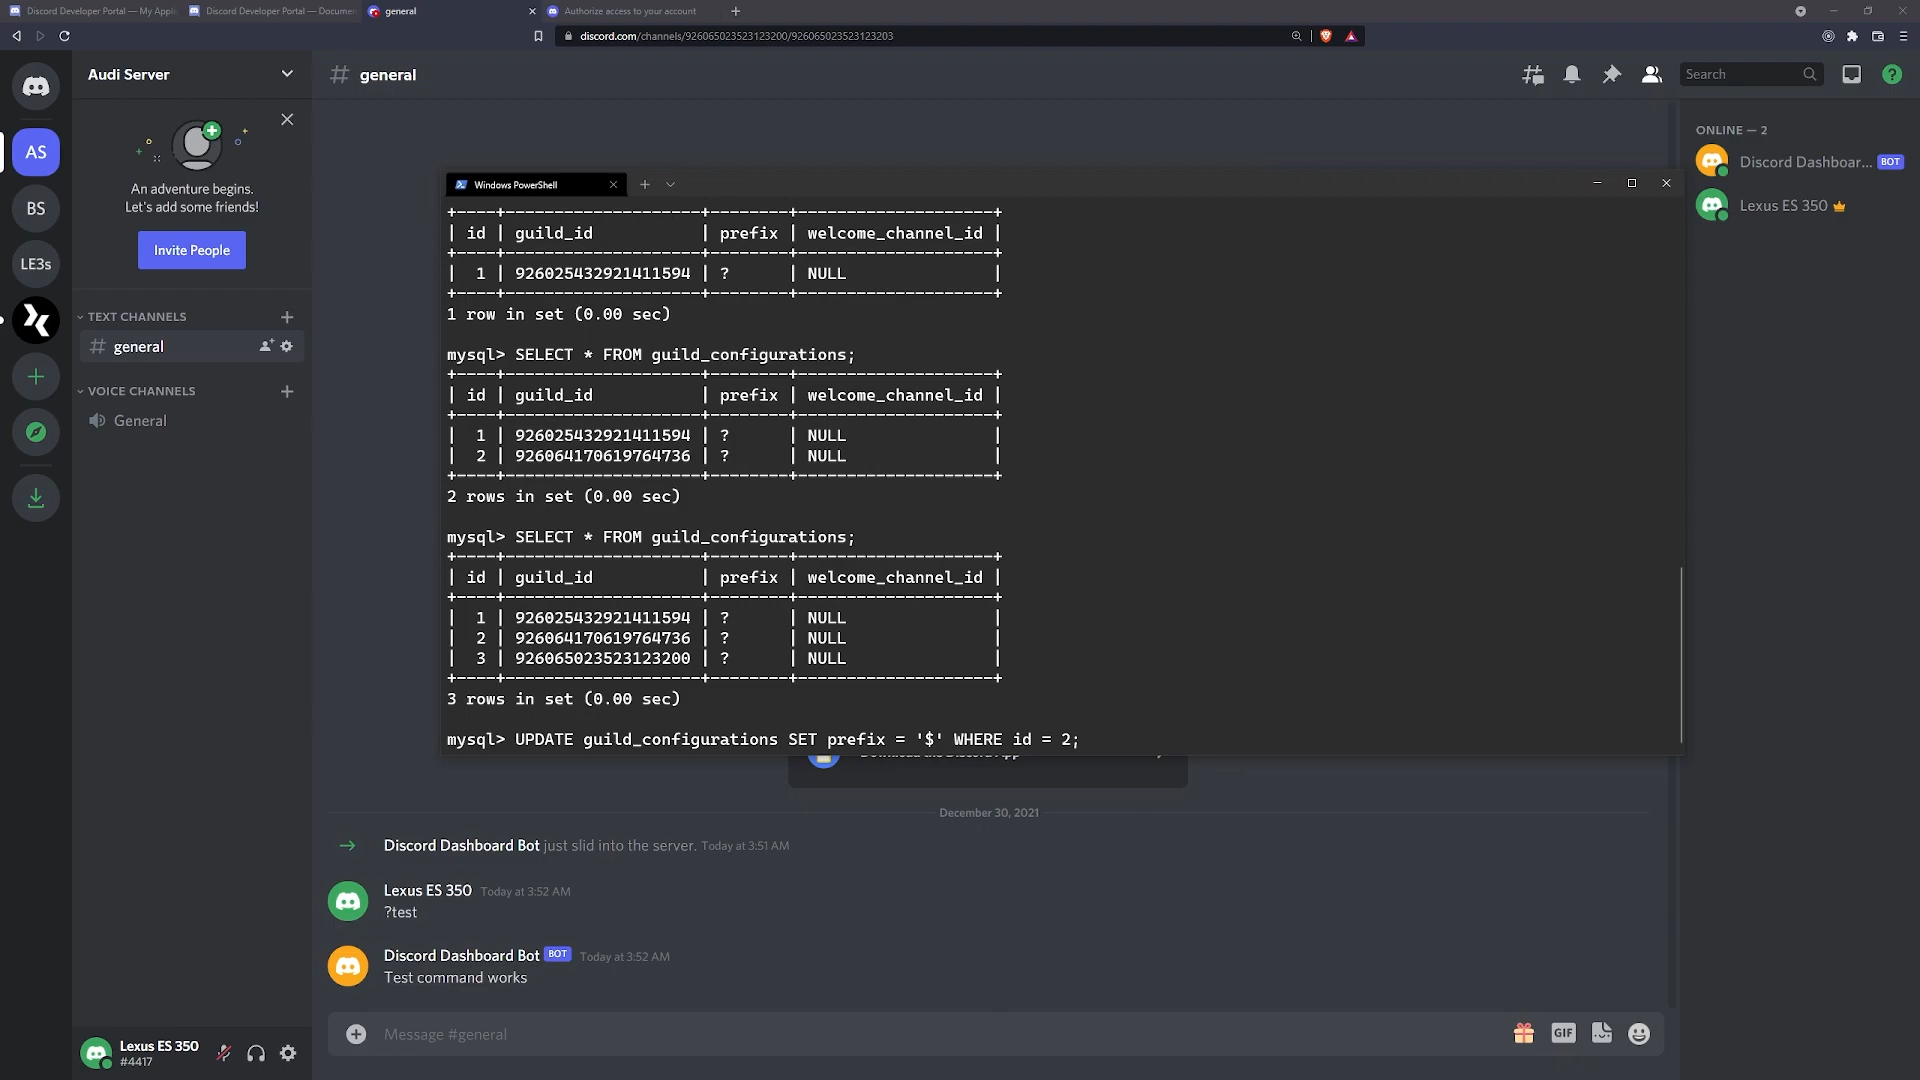 Discord Developer Portal — My Appli
Discord Developer Portal — Documen
general
Authorize access to your account
discord.com/channels/926065023523123200/926065023523123203
Audi Server
general
Search
AS
BS
LE3s
An adventure begins.
Let's add some friends!
Invite People
TEXT CHANNELS
general
VOICE CHANNELS
General
ONLINE — 2
Discord Dashboar... BOT
Lexus ES 350
Windows PowerShell
+----+--------------------+--------+--------------------+
| id | guild_id           | prefix | welcome_channel_id |
+----+--------------------+--------+--------------------+
|  1 | 926025432921411594 | ?      | NULL               |
+----+--------------------+--------+--------------------+
1 row in set (0.00 sec)
mysql> SELECT * FROM guild_configurations;
+----+--------------------+--------+--------------------+
| id | guild_id           | prefix | welcome_channel_id |
+----+--------------------+--------+--------------------+
|  1 | 926025432921411594 | ?      | NULL               |
|  2 | 926064170619764736 | ?      | NULL               |
+----+--------------------+--------+--------------------+
2 rows in set (0.00 sec)
mysql> SELECT * FROM guild_configurations;
+----+--------------------+--------+--------------------+
| id | guild_id           | prefix | welcome_channel_id |
+----+--------------------+--------+--------------------+
|  1 | 926025432921411594 | ?      | NULL               |
|  2 | 926064170619764736 | ?      | NULL               |
|  3 | 926065023523123200 | ?      | NULL               |
+----+--------------------+--------+--------------------+
3 rows in set (0.00 sec)
mysql> UPDATE guild_configurations SET prefix = '$' WHERE id = 2;
December 30, 2021
Discord Dashboard Bot just slid into the server. Today at 3:51 AM
Lexus ES 350 Today at 3:52 AM
?test
Discord Dashboard Bot BOT Today at 3:52 AM
Test command works
Message #general
GIF
Lexus ES 350
#4417